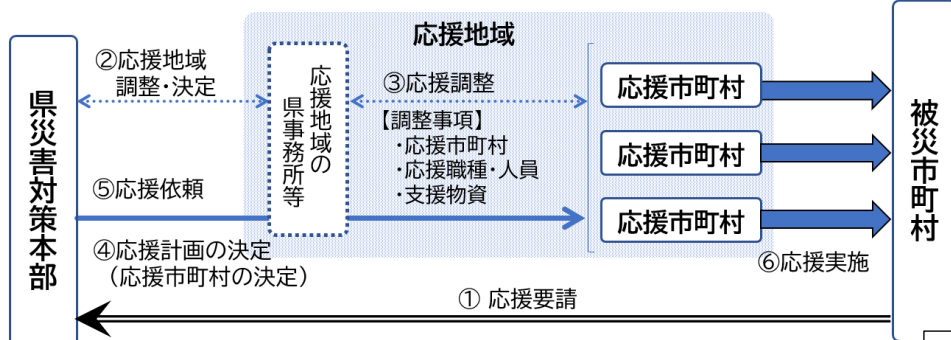 応援地域
県災害対策本部
②応援地域
調整・決定
応援地域の
県事務所等
③応援調整
【調整事項】
・応援市町村
・応援職種・人員
・支援物資
応援市町村
応援市町村
応援市町村
被災市町村
⑤応援依頼
④応援計画の決定
（応援市町村の決定）
⑥応援実施
① 応援要請